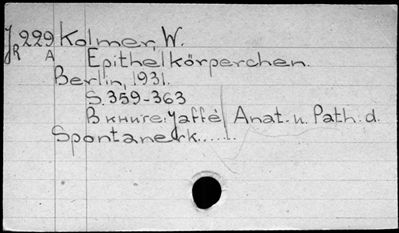 JR 229 A Kolmer, W.
Epithelkörperchen.
Berlin, 1931.
S. 359-363
В книге: Jaffé Anat. u. Path. d.
Spontanerk......